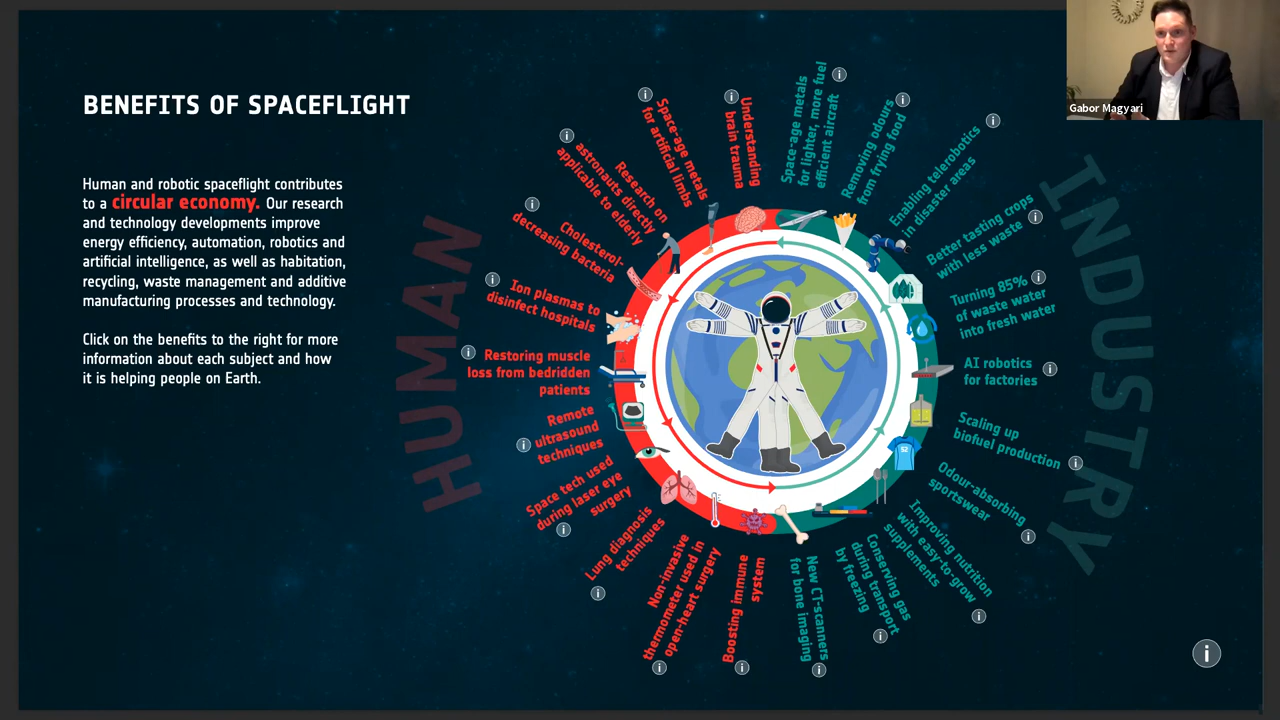 Gabor Magyari
BENEFITS OF SPACEFLIGHT
Human and robotic spaceflight contributes
to a circular economy. Our research
and technology developments improve
energy efficiency, automation, robotics and
artificial intelligence, as well as habitation,
recycling, waste management and additive
manufacturing processes and technology.
Click on the benefits to the right for more
information about each subject and how
it is helping people on Earth.
HUMAN
Understanding
brain trauma
Space-age metals
for artificial limbs
Research on
astronauts directly
applicable to elderly
Cholesterol-
decreasing bacteria
Ion plasmas to
disinfect hospitals
Restoring muscle
loss from bedridden
patients
Remote
ultrasound
techniques
Space tech used
during laser eye
surgery
Lung diagnosis
techniques
Non-invasive
thermometer used in
open-heart surgery
Boosting immune
system
INDUSTRY
Space-age metals
for lighter, more fuel
efficient aircraft
Removing odours
from frying food
Enabling telerobotics
in disaster areas
Better tasting crops
with less waste
Turning 85%
of waste water
into fresh water
AI robotics
for factories
Scaling up
biofuel production
Odour-absorbing
sportswear
Improving nutrition
with easy-to-grow
supplements
Conserving gas
during transport
by freezing
New CT-scanners
for bone imaging
52
i